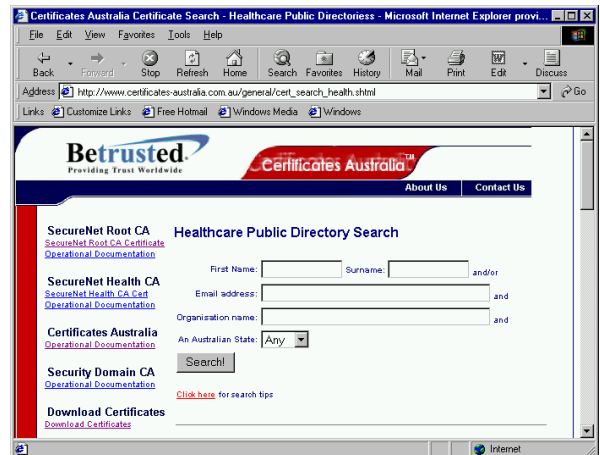 Certificates Australia Certificate Search - Healthcare Public Directoriess - Microsoft Internet Explorer provi...
File Edit View Favorites Tools Help
Back Forward Stop Refresh Home Search Favorites History Mail Print Edit Discuss
Address http://www.certificates-australia.com.au/general/cert_search_health.shtml Go
Links Customize Links Free Hotmail Windows Media Windows
Betrusted.
Providing Trust Worldwide
Certificates Australia™
About Us Contact Us
SecureNet Root CA
SecureNet Root CA Certificate
Operational Documentation
SecureNet Health CA
SecureNet Health CA Cert
Operational Documentation
Certificates Australia
Operational Documentation
Security Domain CA
Operational Documentation
Download Certificates
Download Certificates
Healthcare Public Directory Search
First Name: Surname: and/or
Email address: and
Organisation name: and
An Australian State: Any
Search!
Click here for search tips
Internet